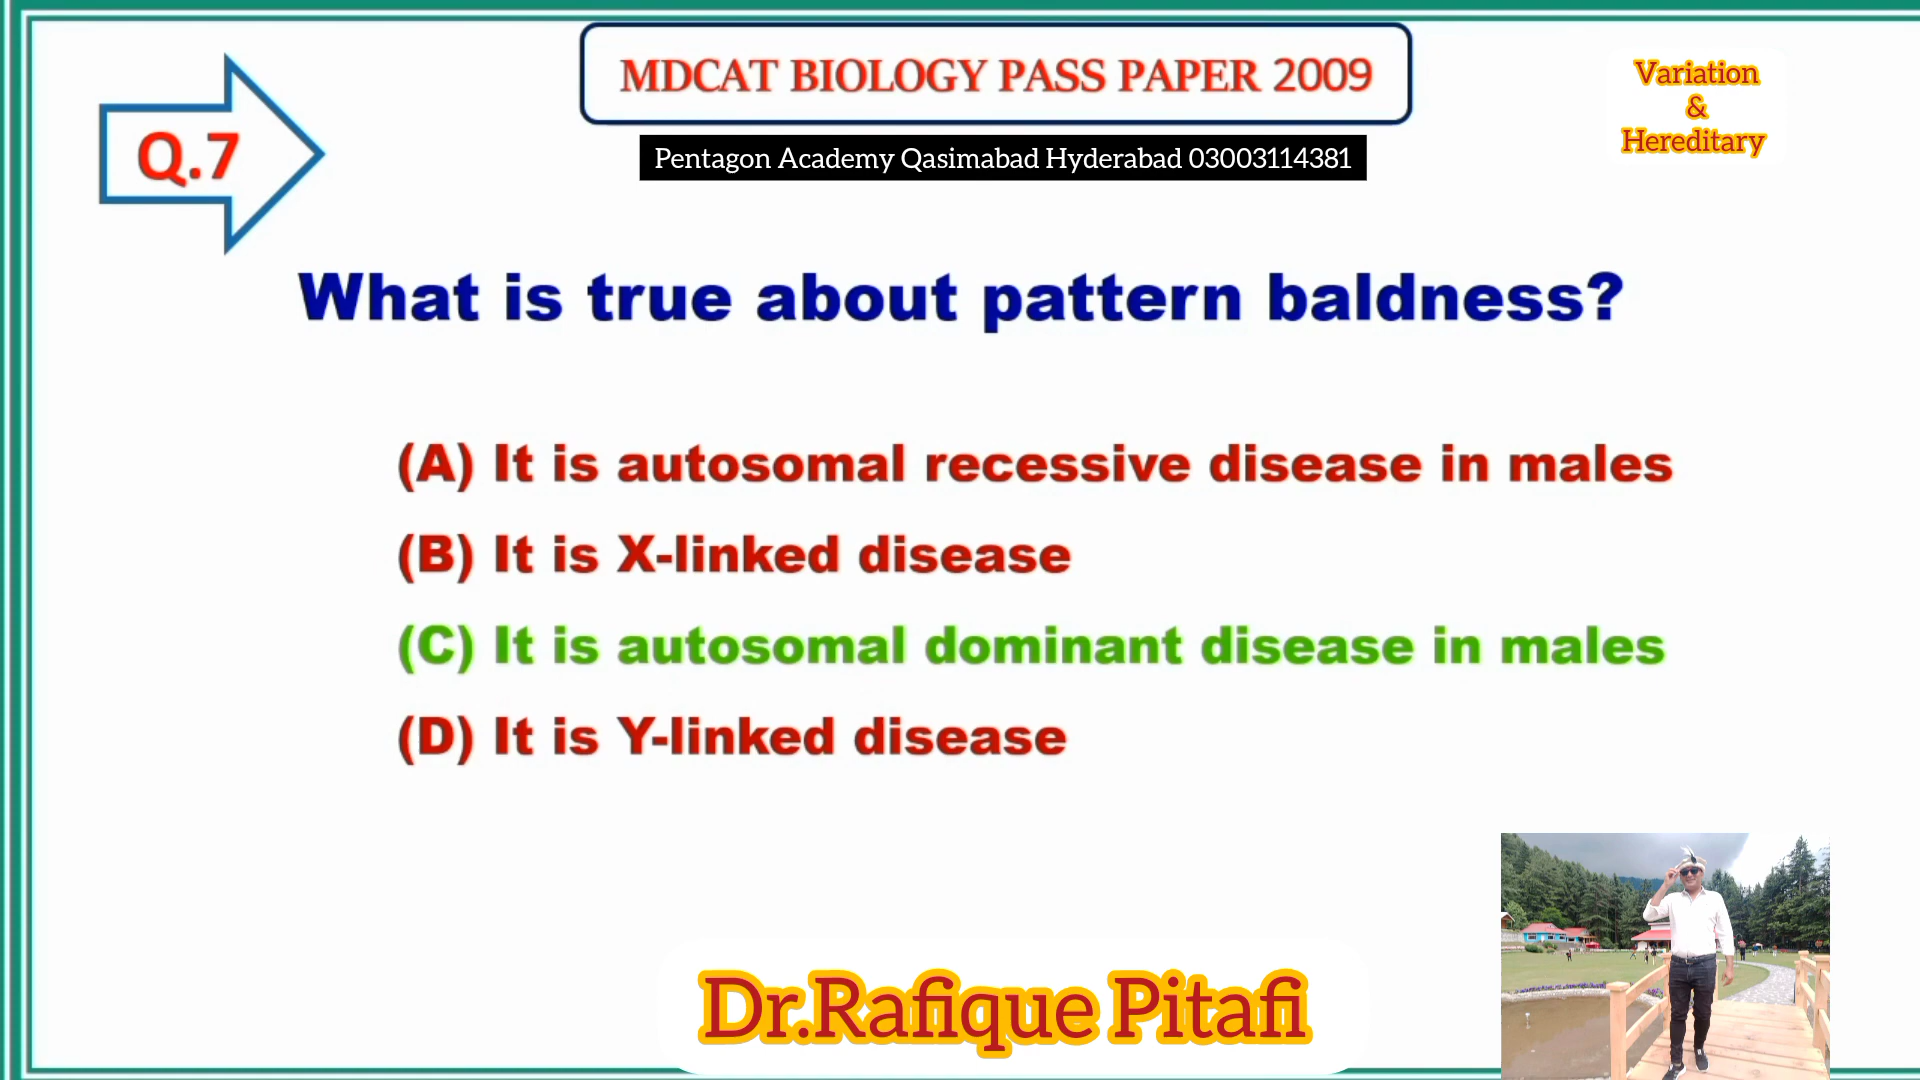 MDCAT BIOLOGY PASS PAPER 2009
Variation
&
Hereditary
Q.7
Pentagon Academy Qasimabad Hyderabad 03003114381
What is true about pattern baldness?
(A) It is autosomal recessive disease in males
(B) It is X-linked disease
(C) It is autosomal dominant disease in males
(D) It is Y-linked disease
Dr.Rafique Pitafi